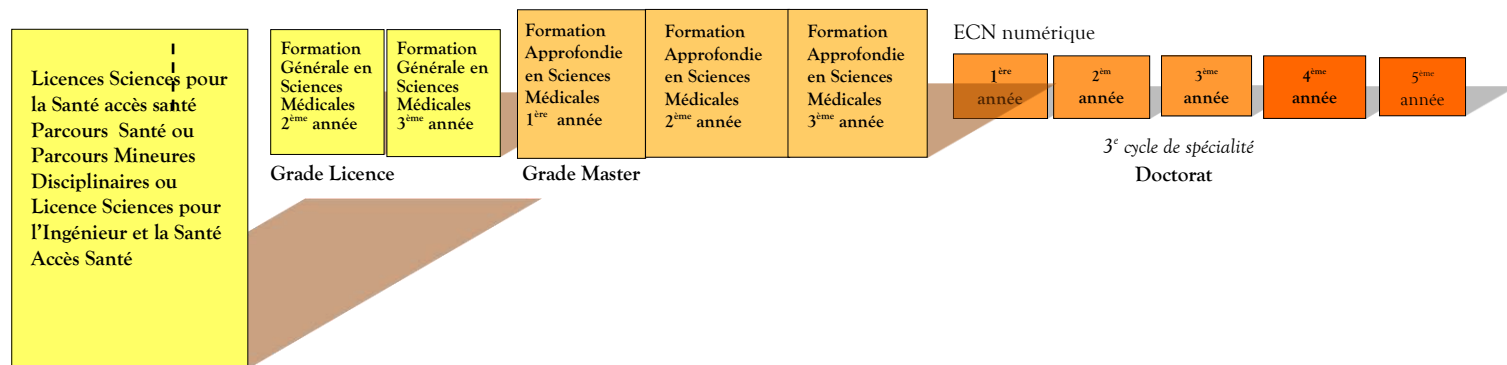 Licences Sciences pour
la Santé accès santé
Parcours Santé ou
Parcours Mineures
Disciplinaires ou
Licence Sciences pour
l'Ingénieur et la Santé
Accès Santé
Formation
Générale en
Sciences
Médicales
2ème année
Formation
Générale en
Sciences
Médicales
3ème année
Grade Licence
Formation
Approfondie
en Sciences
Médicales
1ère année
Formation
Approfondie
en Sciences
Médicales
2ème année
Formation
Approfondie
en Sciences
Médicales
3ème année
Grade Master
ECN numérique
1ère
année
2èm
année
3ème
année
4ème
année
5ème
année
3e cycle de spécialité
Doctorat